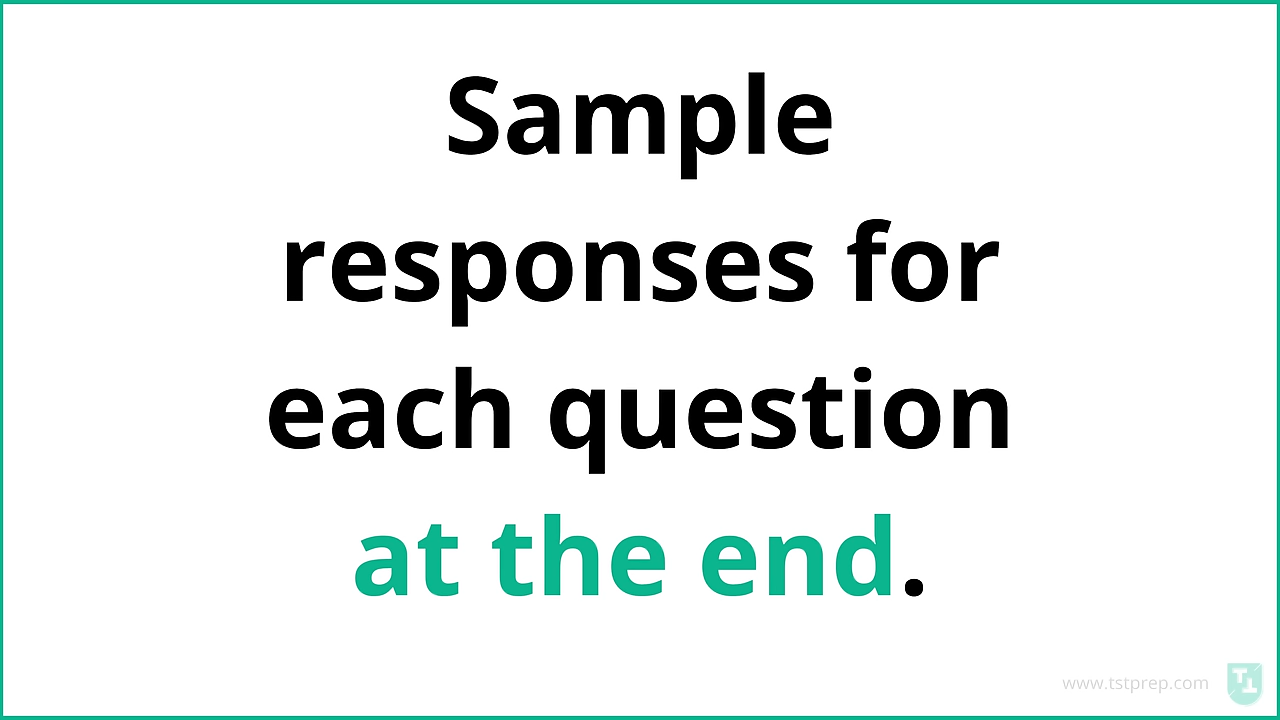 Sample
responses for
each question
at the end.
www.tstprep.com